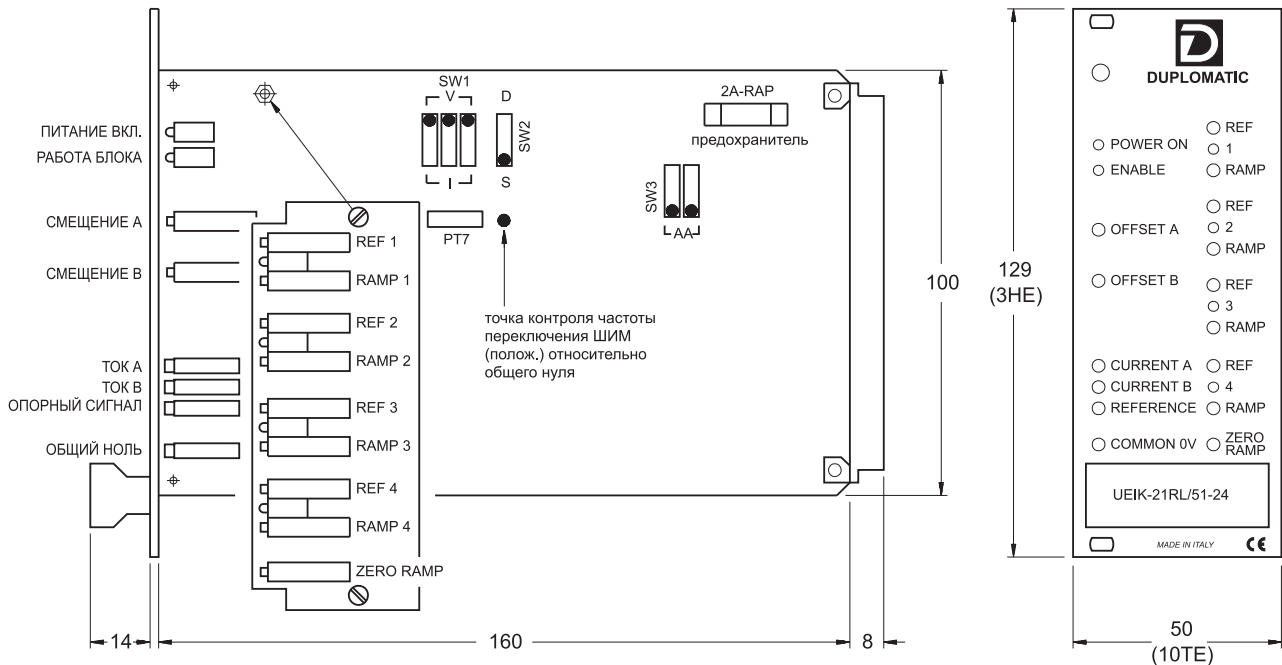 ПИТАНИЕ ВКЛ.
РАБОТА БЛОКА
СМЕЩЕНИЕ А
СМЕЩЕНИЕ В
ТОК А
ТОК В
ОПОРНЫЙ СИГНАЛ
ОБЩИЙ НОЛЬ
SW1
V
I
D
SW2
S
PT7
2A-RAP
предохранитель
SW3
AA
REF 1
RAMP 1
REF 2
RAMP 2
REF 3
RAMP 3
REF 4
RAMP 4
ZERO RAMP
точка контроля частоты
переключения ШИМ
(полож.) относительно
общего нуля
14
160
8
100
129
(3HE)
D
DUPLOMATIC
POWER ON
ENABLE
OFFSET A
OFFSET B
CURRENT A
CURRENT B
REFERENCE
COMMON 0V
REF
1
RAMP
REF
2
RAMP
REF
3
RAMP
REF
4
RAMP
ZERO
RAMP
UEIK-21RL/51-24
MADE IN ITALY
CE
50
(10TE)